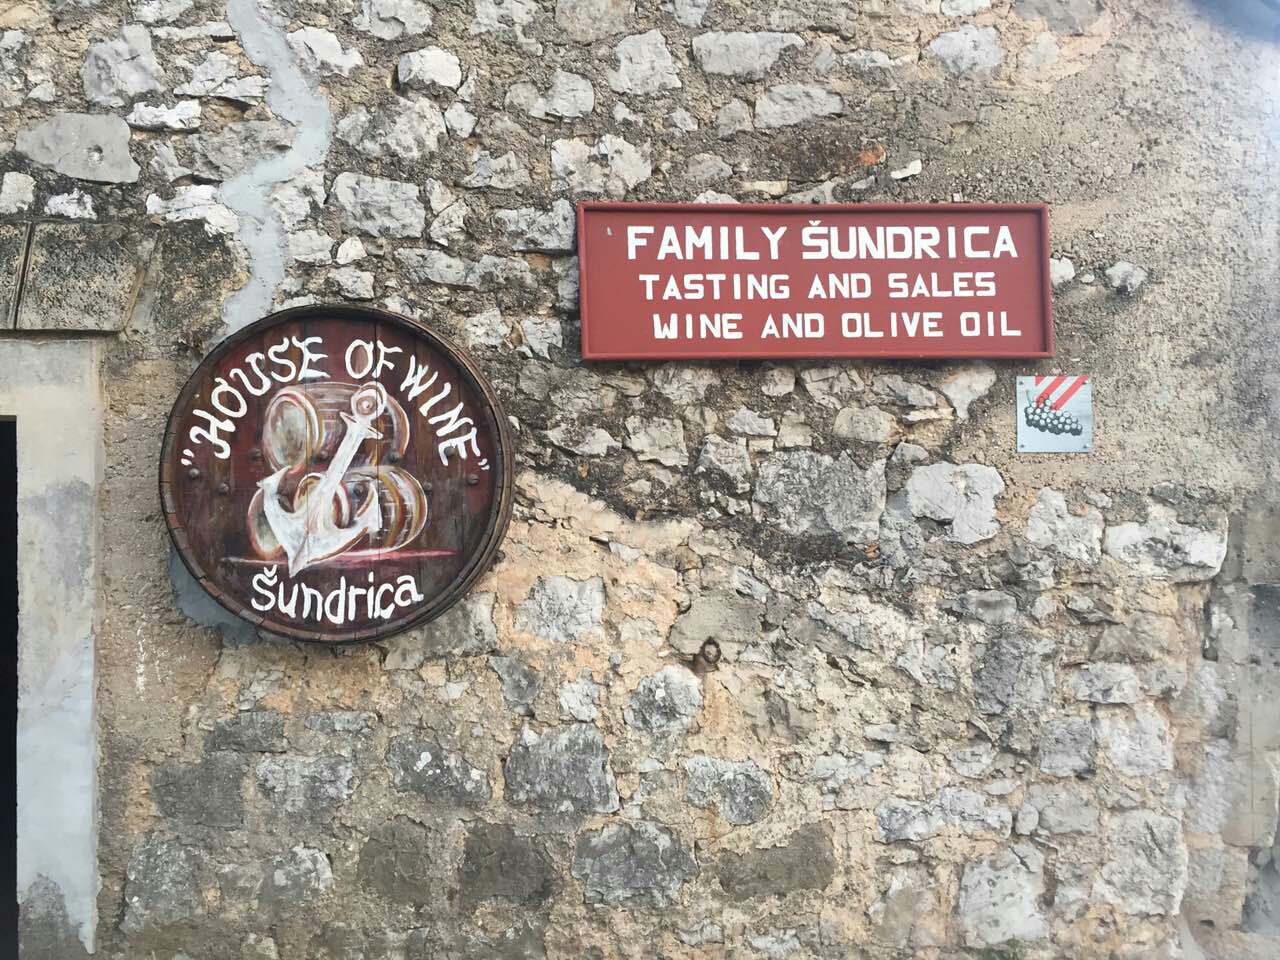 "HOUSE OF WINE"
Šundrica
FAMILY ŠUNDRICA
TASTING AND SALES
WINE AND OLIVE OIL